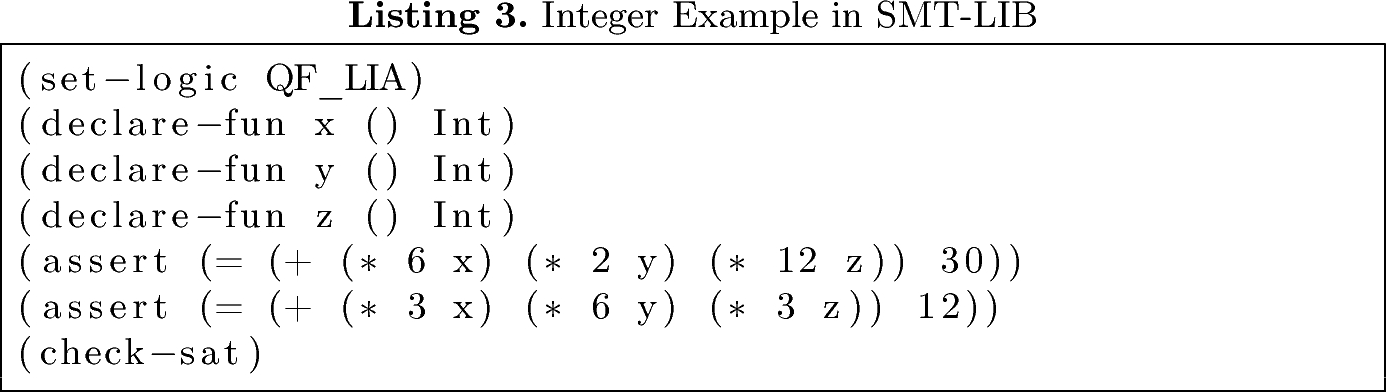 Listing 3. Integer Example in SMT-LIB
(set-logic QF_LIA)
(declare-fun x () Int)
(declare-fun y () Int)
(declare-fun z () Int)
(assert (= (+ (* 6 x) (* 2 y) (* 12 z)) 30))
(assert (= (+ (* 3 x) (* 6 y) (* 3 z)) 12))
(check-sat)